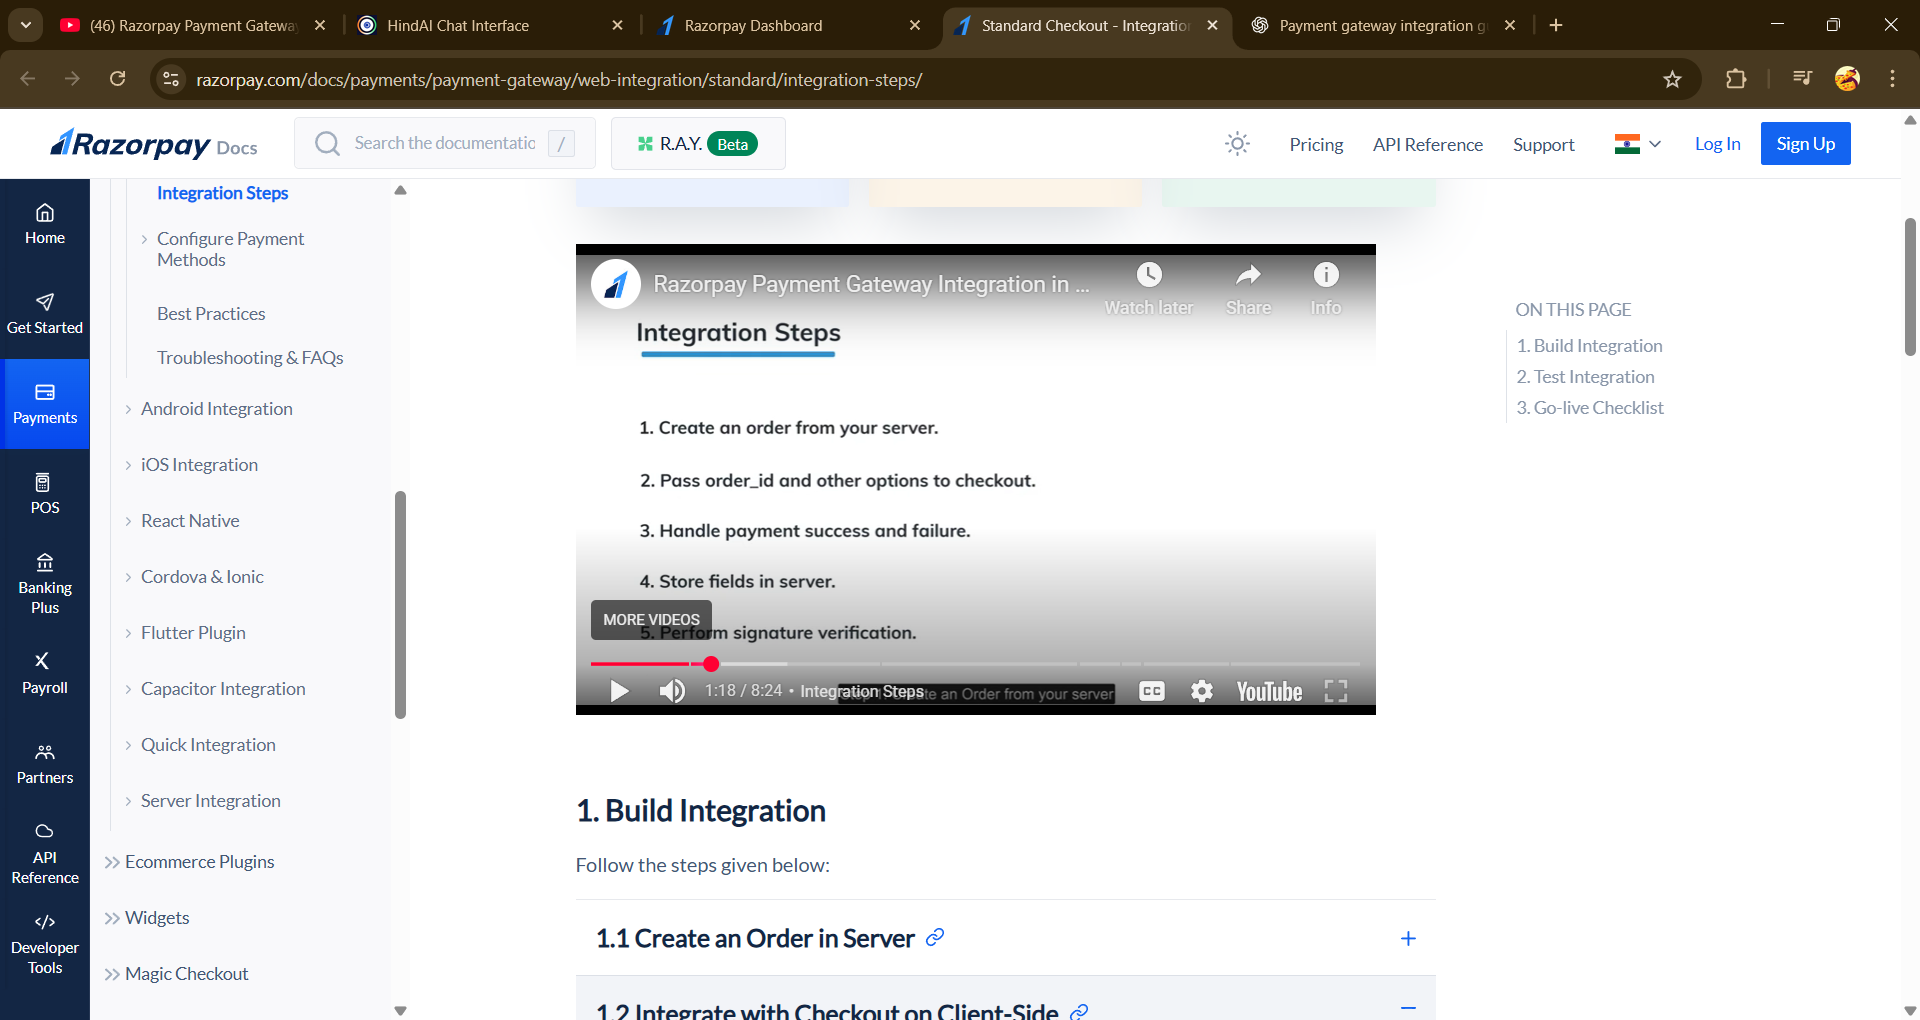 (46) Razorpay Payment Gatewa
HindAI Chat Interface
Razorpay Dashboard
Standard Checkout - Integration
Payment gateway integration g
razorpay.com/docs/payments/payment-gateway/web-integration/standard/integration-steps/
Razorpay Docs
Search the documentatio
/
R.A.Y. Beta
Pricing
API Reference
Support
Log In
Sign Up
Home
Get Started
Payments
POS
Banking
Plus
Payroll
Partners
API
Reference
Developer
Tools
Integration Steps
Configure Payment
Methods
Best Practices
Troubleshooting & FAQs
Android Integration
iOS Integration
React Native
Cordova & Ionic
Flutter Plugin
Capacitor Integration
Quick Integration
Server Integration
Ecommerce Plugins
Widgets
Magic Checkout
Razorpay Payment Gateway Integration in ...
Watch later
Share
Info
Integration Steps
1. Create an order from your server.
2. Pass order_id and other options to checkout.
3. Handle payment success and failure.
4. Store fields in server.
MORE VIDEOS
5. Perform signature verification.
1:18 / 8:24 • Integration Steps
Step 1: Create an Order from your server
CC
YouTube
1. Build Integration
Follow the steps given below:
1.1 Create an Order in Server
1.2 Integrate with Checkout on Client-Side
ON THIS PAGE
1. Build Integration
2. Test Integration
3. Go-live Checklist